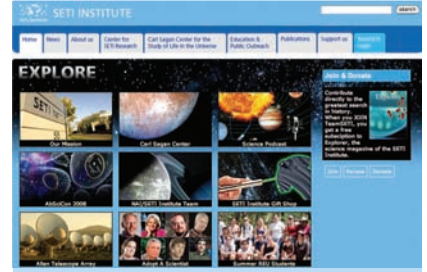 SETI INSTITUTE
search
Home
News
About us
Center for
SETI Research
Carl Sagan Center for the
Study of Life in the Universe
Education &
Public Outreach
Publications
Support us
EXPLORE
Join & Donate
Contribute
directly to the
greatest search
in history.
When you JOIN
TeamSETI, you
get a free
subsciption to
Explorer, the
science magazine of the SETI
Institute.
Join
Renew
Donate
SETI IN
Our Mission
Carl Sagan Center
Science Podcast
AbSciCon 2008
NAI/SETI Institute Team
SETI Institute Gift Shop
Allen Telescope Array
Adopt A Scientist
Summer REU Students